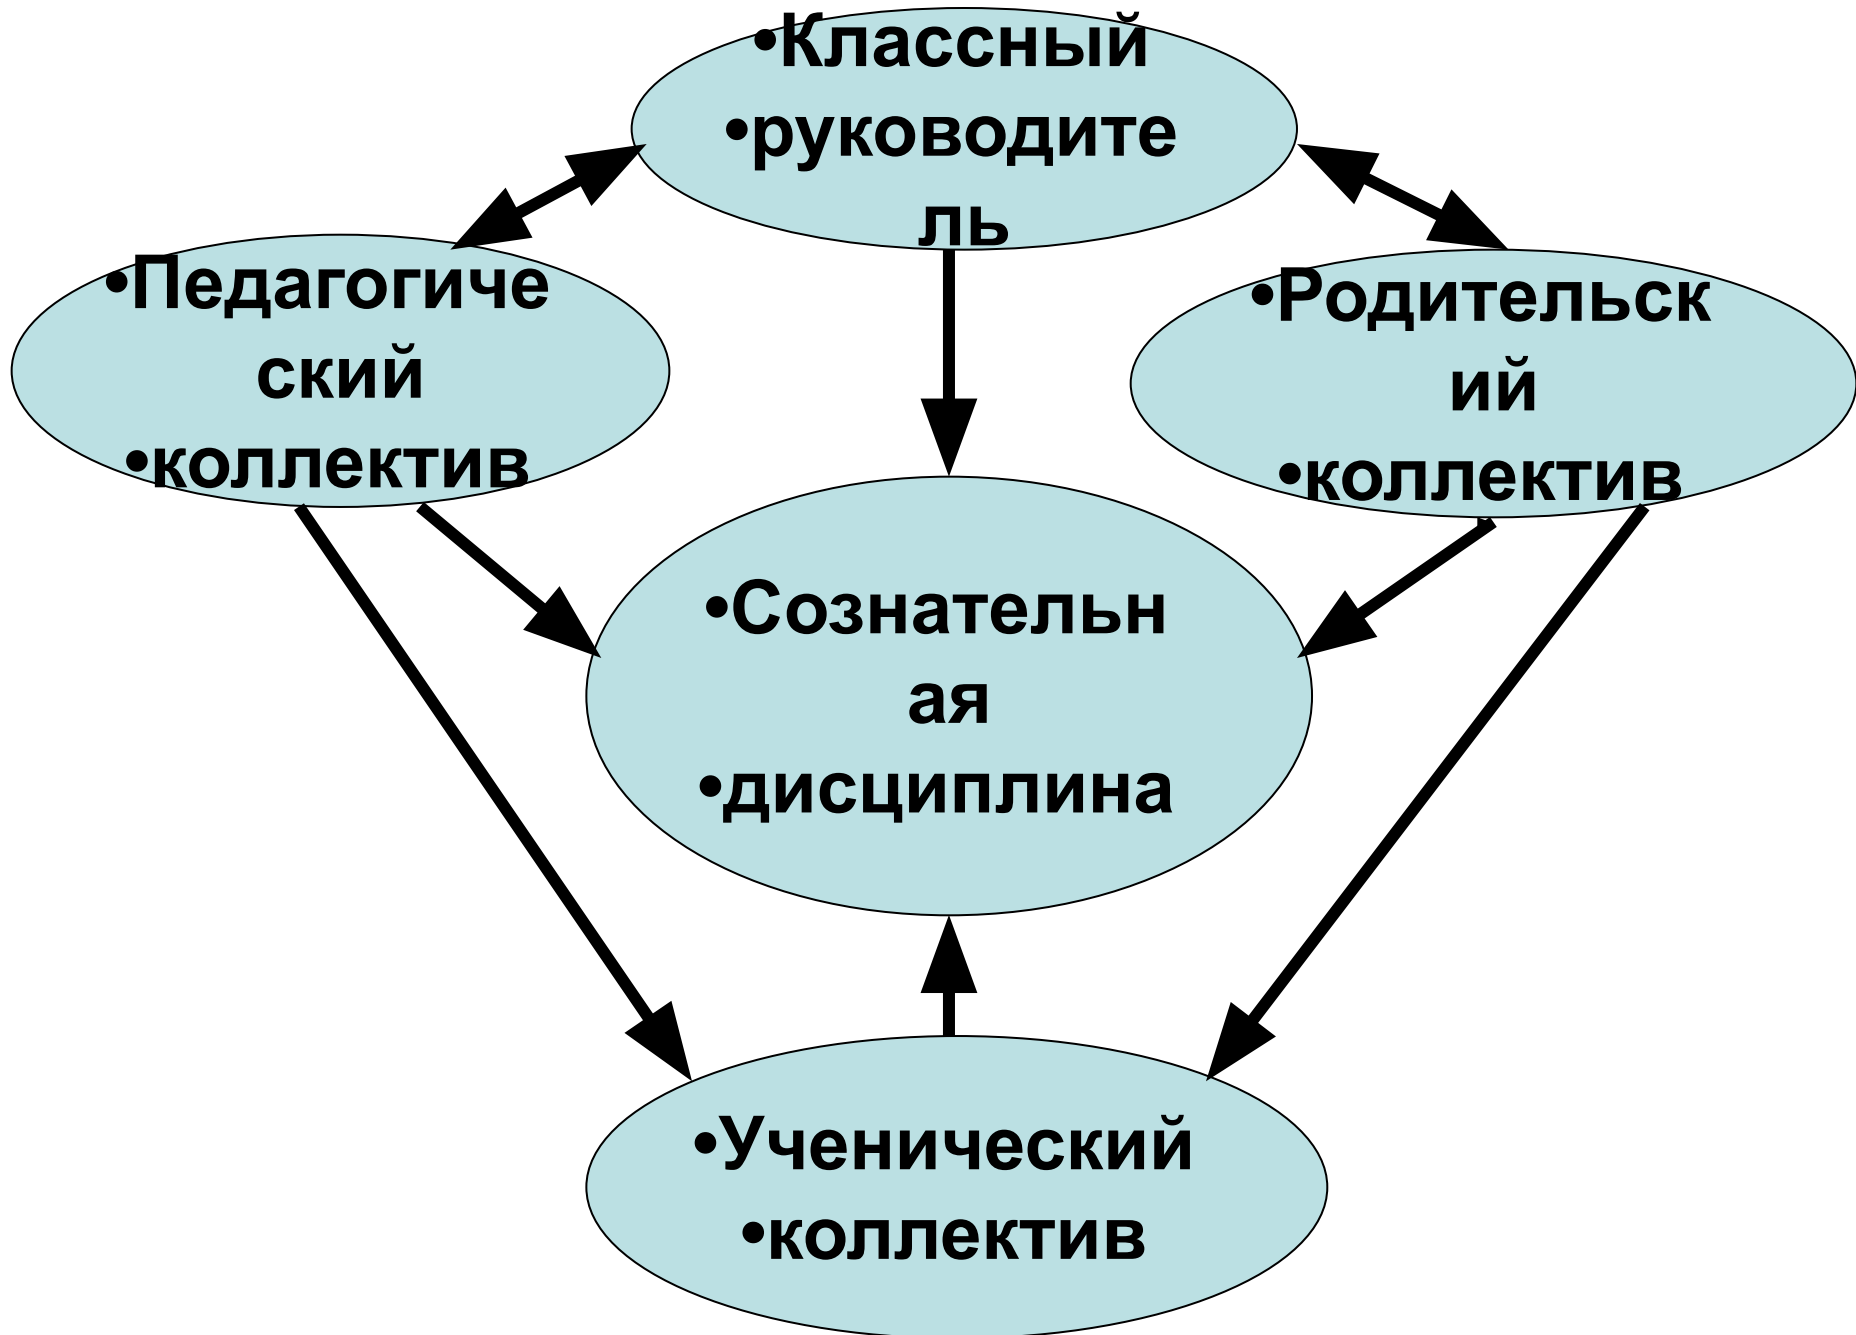 •Классный
•руководите
ль
•Педагогиче
ский
•коллектив
•Родительск
ий
•коллектив
•Сознательн
ая
•дисциплина
•Ученический
•коллектив